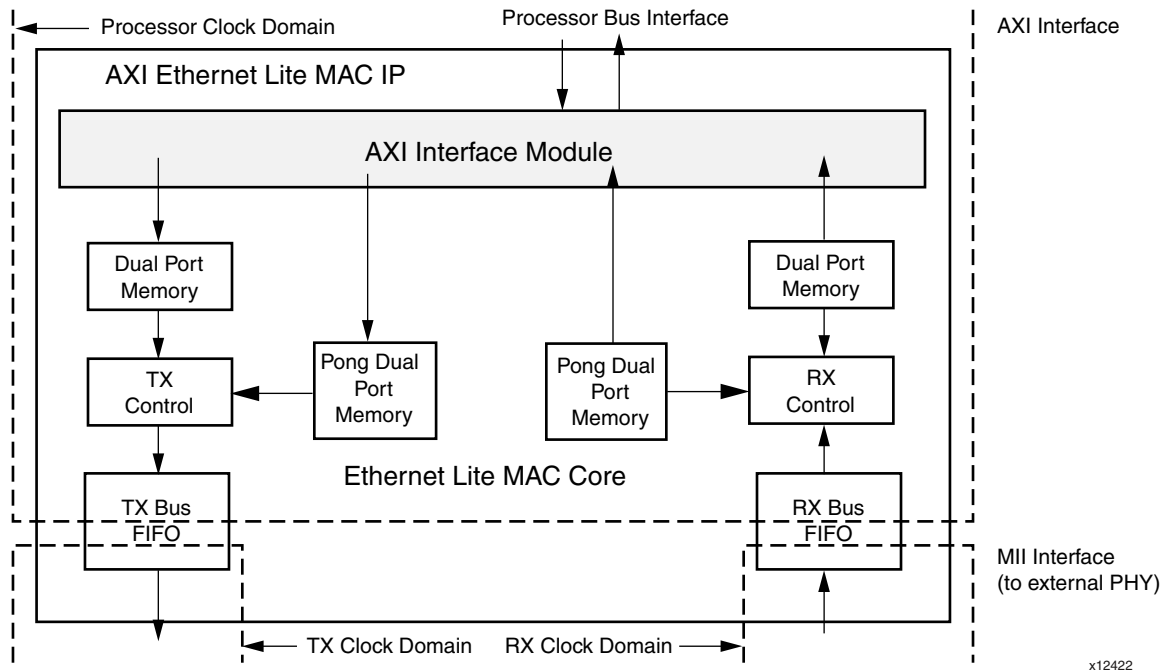 Processor Clock Domain
Processor Bus Interface
AXI Interface
AXI Ethernet Lite MAC IP
AXI Interface Module
Dual Port
Memory
Dual Port
Memory
TX
Control
Pong Dual
Port
Memory
Pong Dual
Port
Memory
RX
Control
Ethernet Lite MAC Core
TX Bus
FIFO
RX Bus
FIFO
MII Interface
(to external PHY)
TX Clock Domain
RX Clock Domain
x12422